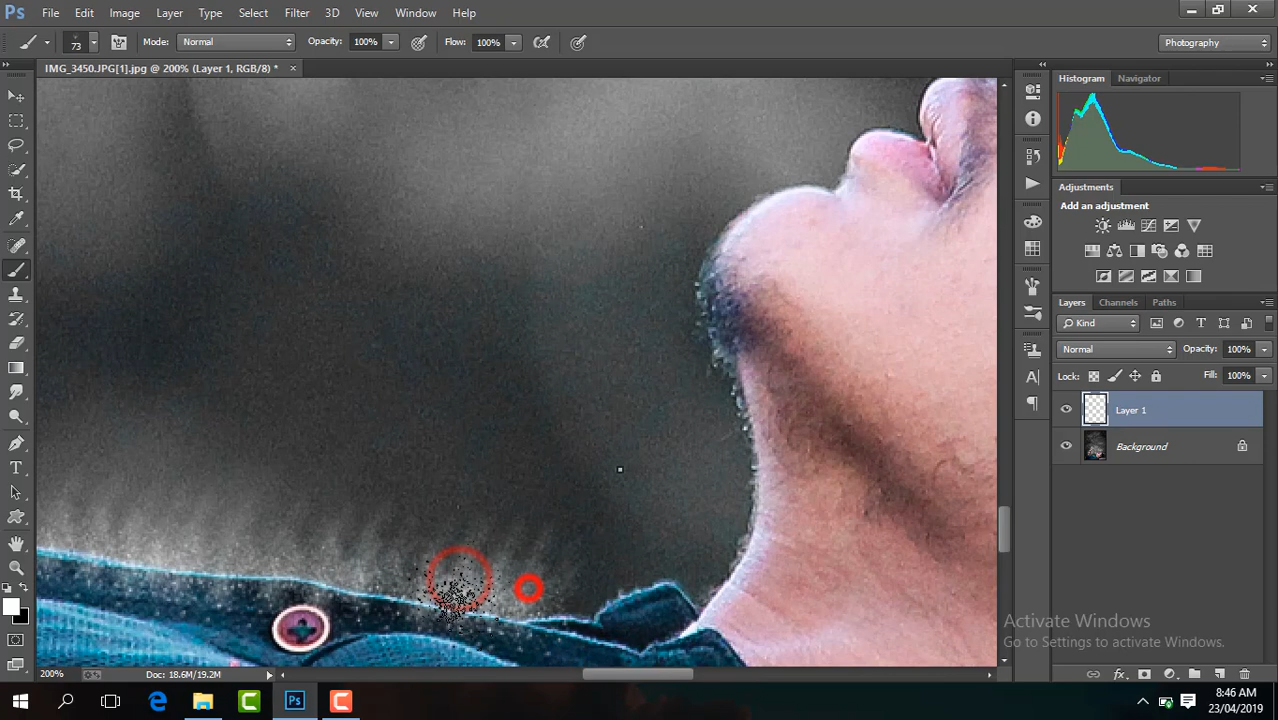 Ps File Edit Image Layer Type Select Filter 3D View Window Help
73 Mode: Normal Opacity: 100% Flow: 100% Photography
IMG_3450.JPG[1].jpg @ 200% (Layer 1, RGB/8) *
Histogram Navigator
Adjustments
Add an adjustment
Layers Channels Paths
Kind
Normal Opacity: 100%
Lock: Fill: 100%
Layer 1
Background
Activate Windows
Go to Settings to activate Windows.
200% Doc: 18.6M/19.2M
8:46 AM
23/04/2019